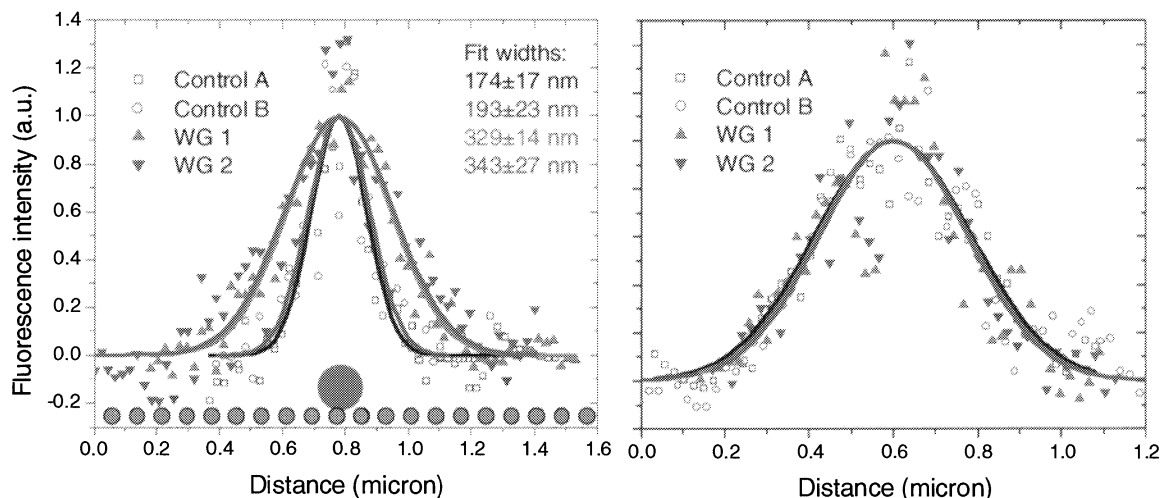 1.4
1.2
1.0
0.8
0.6
0.4
0.2
0.0
-0.2
Fluorescence intensity (a.u.)
Control A
Control B
WG 1
WG 2
Fit widths:
174±17 nm
193±23 nm
329±14 nm
343±27 nm
0.0 0.2 0.4 0.6 0.8 1.0 1.2 1.4 1.6
Distance (micron)
Control A
Control B
WG 1
WG 2
0.0 0.2 0.4 0.6 0.8 1.0 1.2
Distance (micron)